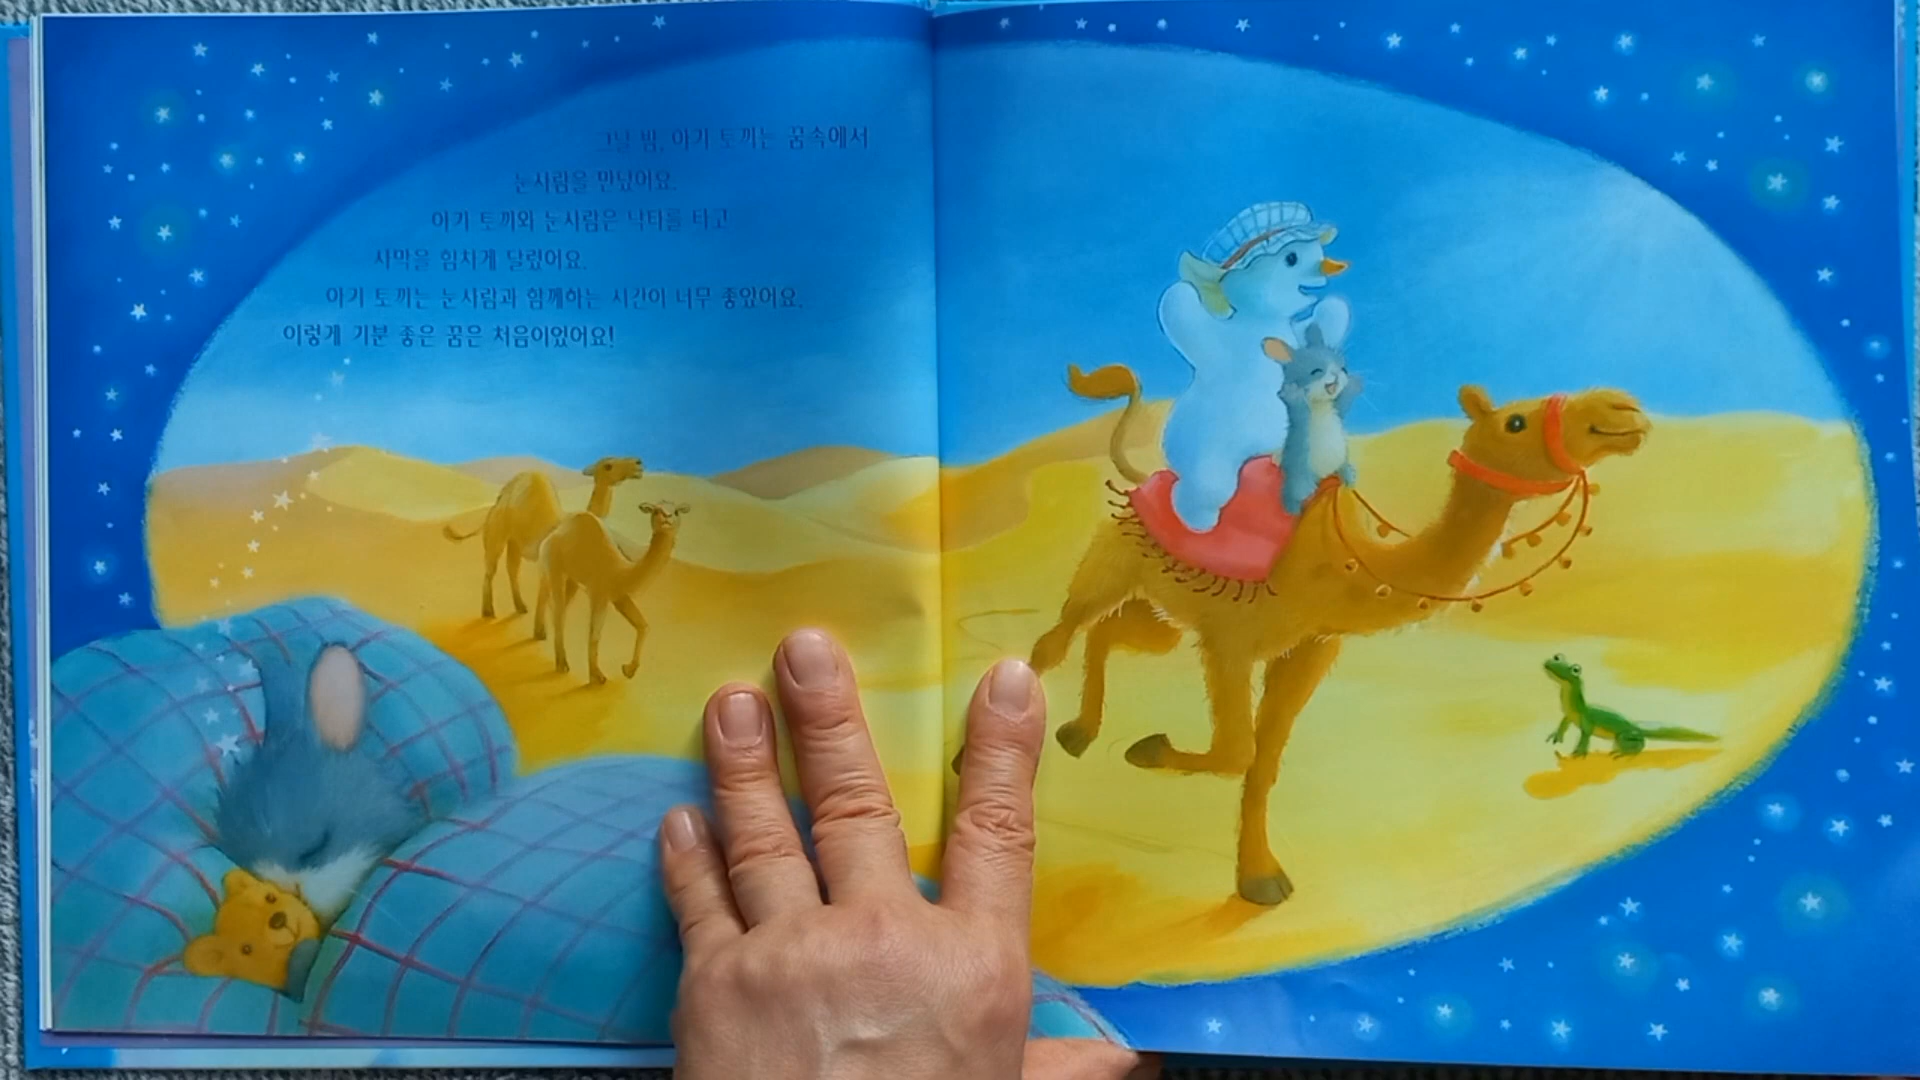 그날 밤, 아기 토끼는 꿈속에서
눈사람을 만났어요.
아기 토끼와 눈사람은 낙타를 타고
사막을 힘차게 달렸어요.
아기 토끼는 눈사람과 함께하는 시간이 너무 좋았어요.
이렇게 기분 좋은 꿈은 처음이었어요!